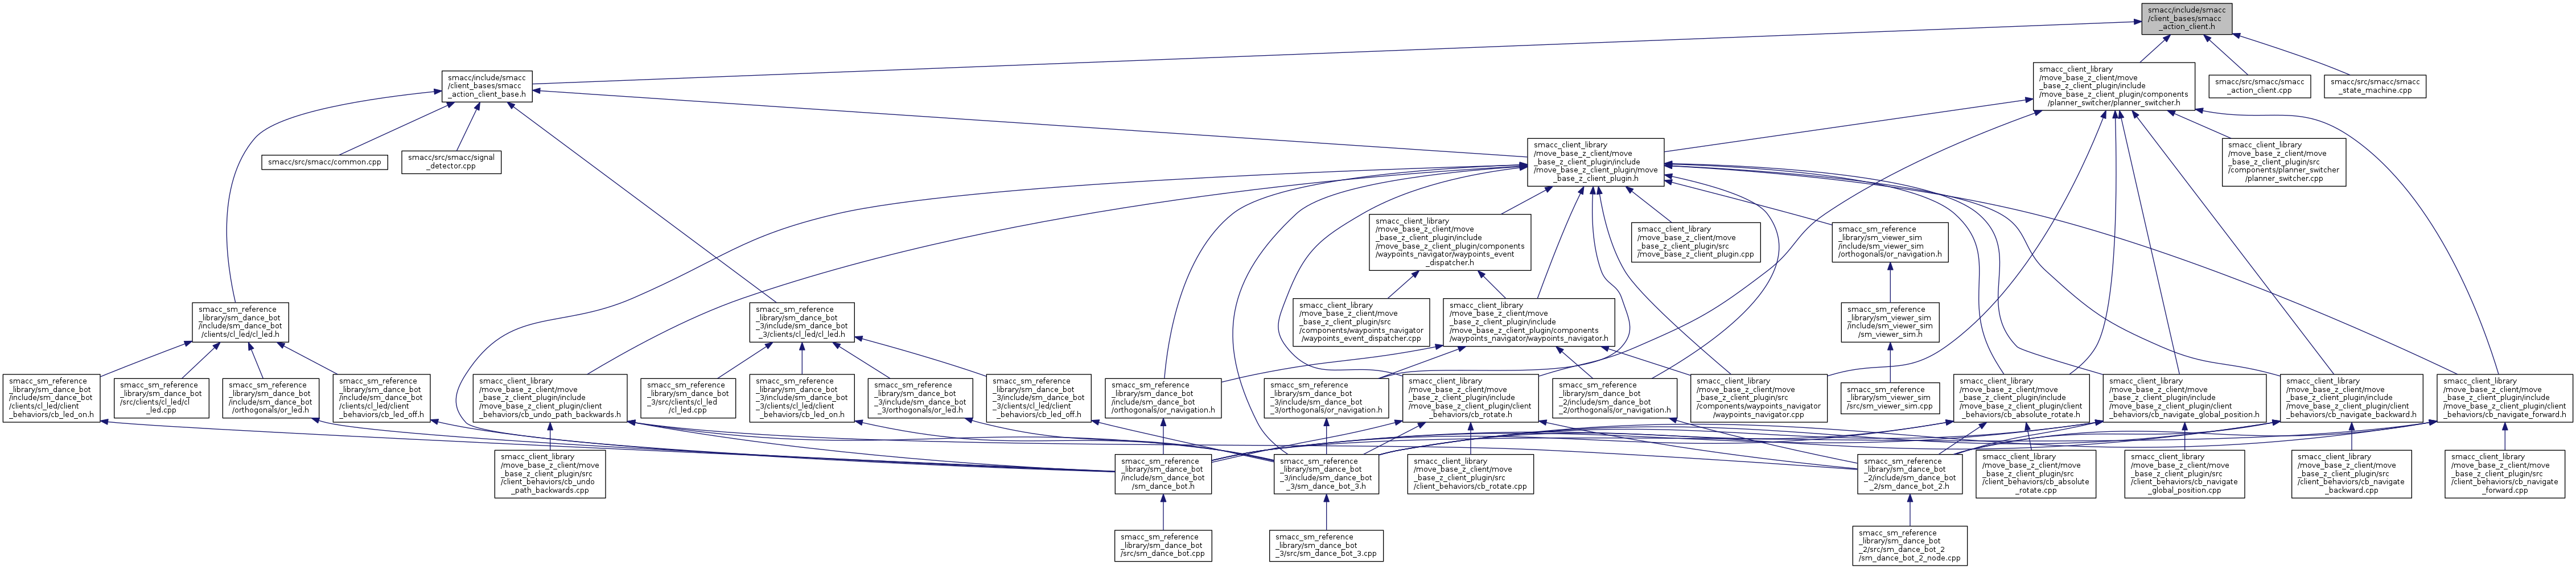 smacc/include/smacc
/client_bases/smacc
_action_client.h
smacc/include/smacc
/client_bases/smacc
_action_client_base.h
smacc_client_library
/move_base_z_client/move
_base_z_client_plugin/include
/move_base_z_client_plugin/components
/planner_switcher/planner_switcher.h
smacc/src/smacc/smacc
_action_client.cpp
smacc/src/smacc/smacc
_state_machine.cpp
smacc/src/smacc/common.cpp
smacc/src/smacc/signal
_detector.cpp
smacc_client_library
/move_base_z_client/move
_base_z_client_plugin/include
/move_base_z_client_plugin/move
_base_z_client_plugin.h
smacc_client_library
/move_base_z_client/move
_base_z_client_plugin/src
/components/planner_switcher
/planner_switcher.cpp
smacc_client_library
/move_base_z_client/move
_base_z_client_plugin/include
/move_base_z_client_plugin/components
/waypoints_navigator/waypoints_event
_dispatcher.h
smacc_client_library
/move_base_z_client/move
_base_z_client_plugin/src
/move_base_z_client_plugin.cpp
smacc_sm_reference
_library/sm_viewer_sim
/include/sm_viewer_sim
/orthogonals/or_navigation.h
smacc_sm_reference
_library/sm_dance_bot
/include/sm_dance_bot
/clients/cl_led/cl_led.h
smacc_sm_reference
_library/sm_dance_bot
_3/include/sm_dance_bot
_3/clients/cl_led/cl_led.h
smacc_client_library
/move_base_z_client/move
_base_z_client_plugin/src
/components/waypoints_navigator
/waypoints_event_dispatcher.cpp
smacc_client_library
/move_base_z_client/move
_base_z_client_plugin/include
/move_base_z_client_plugin/components
/waypoints_navigator/waypoints_navigator.h
smacc_sm_reference
_library/sm_viewer_sim
/include/sm_viewer_sim
/sm_viewer_sim.h
smacc_sm_reference
_library/sm_dance_bot
/include/sm_dance_bot
/clients/cl_led/client
_behaviors/cb_led_on.h
smacc_sm_reference
_library/sm_dance_bot
/src/clients/cl_led/cl
_led.cpp
smacc_sm_reference
_library/sm_dance_bot
/include/sm_dance_bot
/orthogonals/or_led.h
smacc_sm_reference
_library/sm_dance_bot
/include/sm_dance_bot
/clients/cl_led/client
_behaviors/cb_led_off.h
smacc_client_library
/move_base_z_client/move
_base_z_client_plugin/include
/move_base_z_client_plugin/client
_behaviors/cb_undo_path_backwards.h
smacc_sm_reference
_library/sm_dance_bot
_3/src/clients/cl_led
/cl_led.cpp
smacc_sm_reference
_library/sm_dance_bot
_3/include/sm_dance_bot
_3/clients/cl_led/client
_behaviors/cb_led_on.h
smacc_sm_reference
_library/sm_dance_bot
_3/include/sm_dance_bot
_3/orthogonals/or_led.h
smacc_sm_reference
_library/sm_dance_bot
_3/include/sm_dance_bot
_3/clients/cl_led/client
_behaviors/cb_led_off.h
smacc_sm_reference
_library/sm_dance_bot
/include/sm_dance_bot
/orthogonals/or_navigation.h
smacc_sm_reference
_library/sm_dance_bot
_3/include/sm_dance_bot
_3/orthogonals/or_navigation.h
smacc_client_library
/move_base_z_client/move
_base_z_client_plugin/include
/move_base_z_client_plugin/client
_behaviors/cb_rotate.h
smacc_sm_reference
_library/sm_dance_bot
_2/include/sm_dance_bot
_2/orthogonals/or_navigation.h
smacc_client_library
/move_base_z_client/move
_base_z_client_plugin/src
/components/waypoints_navigator
/waypoints_navigator.cpp
smacc_sm_reference
_library/sm_viewer_sim
/src/sm_viewer_sim.cpp
smacc_client_library
/move_base_z_client/move
_base_z_client_plugin/include
/move_base_z_client_plugin/client
_behaviors/cb_absolute_rotate.h
smacc_client_library
/move_base_z_client/move
_base_z_client_plugin/include
/move_base_z_client_plugin/client
_behaviors/cb_navigate_global_position.h
smacc_client_library
/move_base_z_client/move
_base_z_client_plugin/include
/move_base_z_client_plugin/client
_behaviors/cb_navigate_backward.h
smacc_client_library
/move_base_z_client/move
_base_z_client_plugin/include
/move_base_z_client_plugin/client
_behaviors/cb_navigate_forward.h
smacc_client_library
/move_base_z_client/move
_base_z_client_plugin/src
/client_behaviors/cb_undo
_path_backwards.cpp
smacc_sm_reference
_library/sm_dance_bot
/include/sm_dance_bot
/sm_dance_bot.h
smacc_sm_reference
_library/sm_dance_bot
_3/include/sm_dance_bot
_3/sm_dance_bot_3.h
smacc_client_library
/move_base_z_client/move
_base_z_client_plugin/src
/client_behaviors/cb_rotate.cpp
smacc_sm_reference
_library/sm_dance_bot
_2/include/sm_dance_bot
_2/sm_dance_bot_2.h
smacc_client_library
/move_base_z_client/move
_base_z_client_plugin/src
/client_behaviors/cb_absolute
_rotate.cpp
smacc_client_library
/move_base_z_client/move
_base_z_client_plugin/src
/client_behaviors/cb_navigate
_global_position.cpp
smacc_client_library
/move_base_z_client/move
_base_z_client_plugin/src
/client_behaviors/cb_navigate
_backward.cpp
smacc_client_library
/move_base_z_client/move
_base_z_client_plugin/src
/client_behaviors/cb_navigate
_forward.cpp
smacc_sm_reference
_library/sm_dance_bot
/src/sm_dance_bot.cpp
smacc_sm_reference
_library/sm_dance_bot
_3/src/sm_dance_bot_3.cpp
smacc_sm_reference
_library/sm_dance_bot
_2/src/sm_dance_bot_2
/sm_dance_bot_2_node.cpp